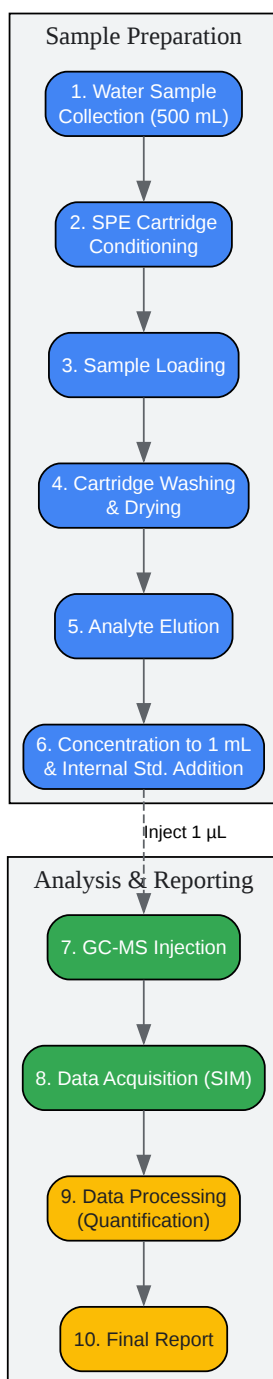 Sample Preparation
1. Water Sample
Collection (500 mL)
2. SPE Cartridge
Conditioning
3. Sample Loading
4. Cartridge Washing
& Drying
5. Analyte Elution
6. Concentration to 1 mL
& Internal Std. Addition
Inject 1 µL
Analysis & Reporting
7. GC-MS Injection
8. Data Acquisition (SIM)
9. Data Processing
(Quantification)
10. Final Report